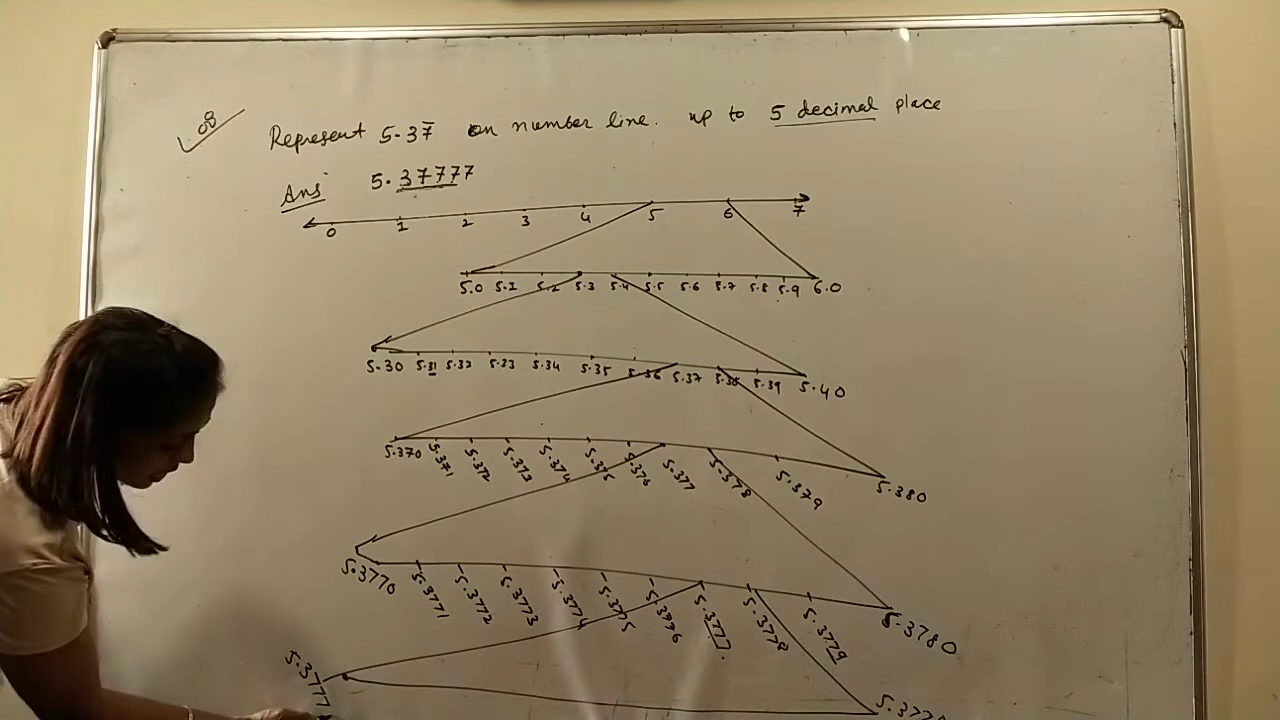 08
Represent 5.37̅ on number line. up to 5 decimal place
Ans 5.37777
0 1 2 3 4 5 6 7
5.0 5.1 5.2 5.3 5.4 5.5 5.6 5.7 5.8 5.9 6.0
5.30 5.31 5.32 5.33 5.34 5.35 5.36 5.37 5.38 5.39 5.40
5.370 5.371 5.372 5.373 5.374 5.375 5.376 5.377 5.378 5.379 5.380
5.3770 5.3771 5.3772 5.3773 5.3774 5.3775 5.3776 5.3777 5.3778 5.3779 5.3780
5.3777